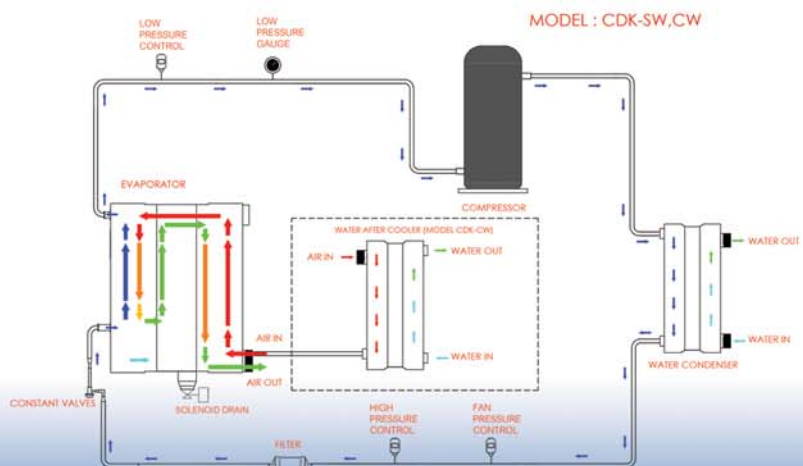 MODEL : CDK-SW,CW
LOW
PRESSURE
CONTROL
LOW
PRESSURE
GAUGE
EVAPORATOR
COMPRESSOR
WATER AFTER COOLER (MODEL CDK-CW)
AIR IN
WATER OUT
WATER OUT
AIR IN
WATER IN
WATER IN
AIR OUT
WATER CONDENSER
CONSTANT VALVES
SOLENOID DRAIN
HIGH
PRESSURE
CONTROL
FAN
PRESSURE
CONTROL
FILTER